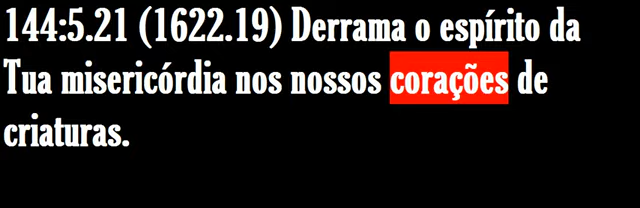 144:5.21 (1622.19) Derrama o espírito da
Tua misericórdia nos nossos corações de
criaturas.